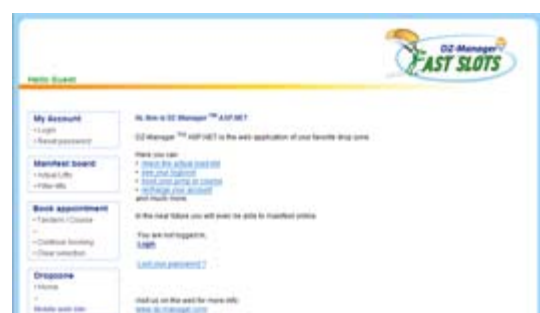 DZ-Manager
FAST SLOTS
Hello Guest
My Account
Login
Reset password
Manifest board
Actual Lifts
Filter lifts
Book appointment
Tandem / Course
-
Continue booking
Clear selection
Dropzone
Home
-
Mobile web site
Hi, this is DZ Manager TM ASP.NET
DZ-Manager TM ASP.NET is the web application of your favorite drop zone.
Here you can:
check the actual load-list
see your logbook
book your jump or course
recharge your account
and much more.
In the near future you will even be able to manifest online.
You are not logged in.
Login
Lost your password ?
Visit us on the web for more info:
www.dz-manager.com